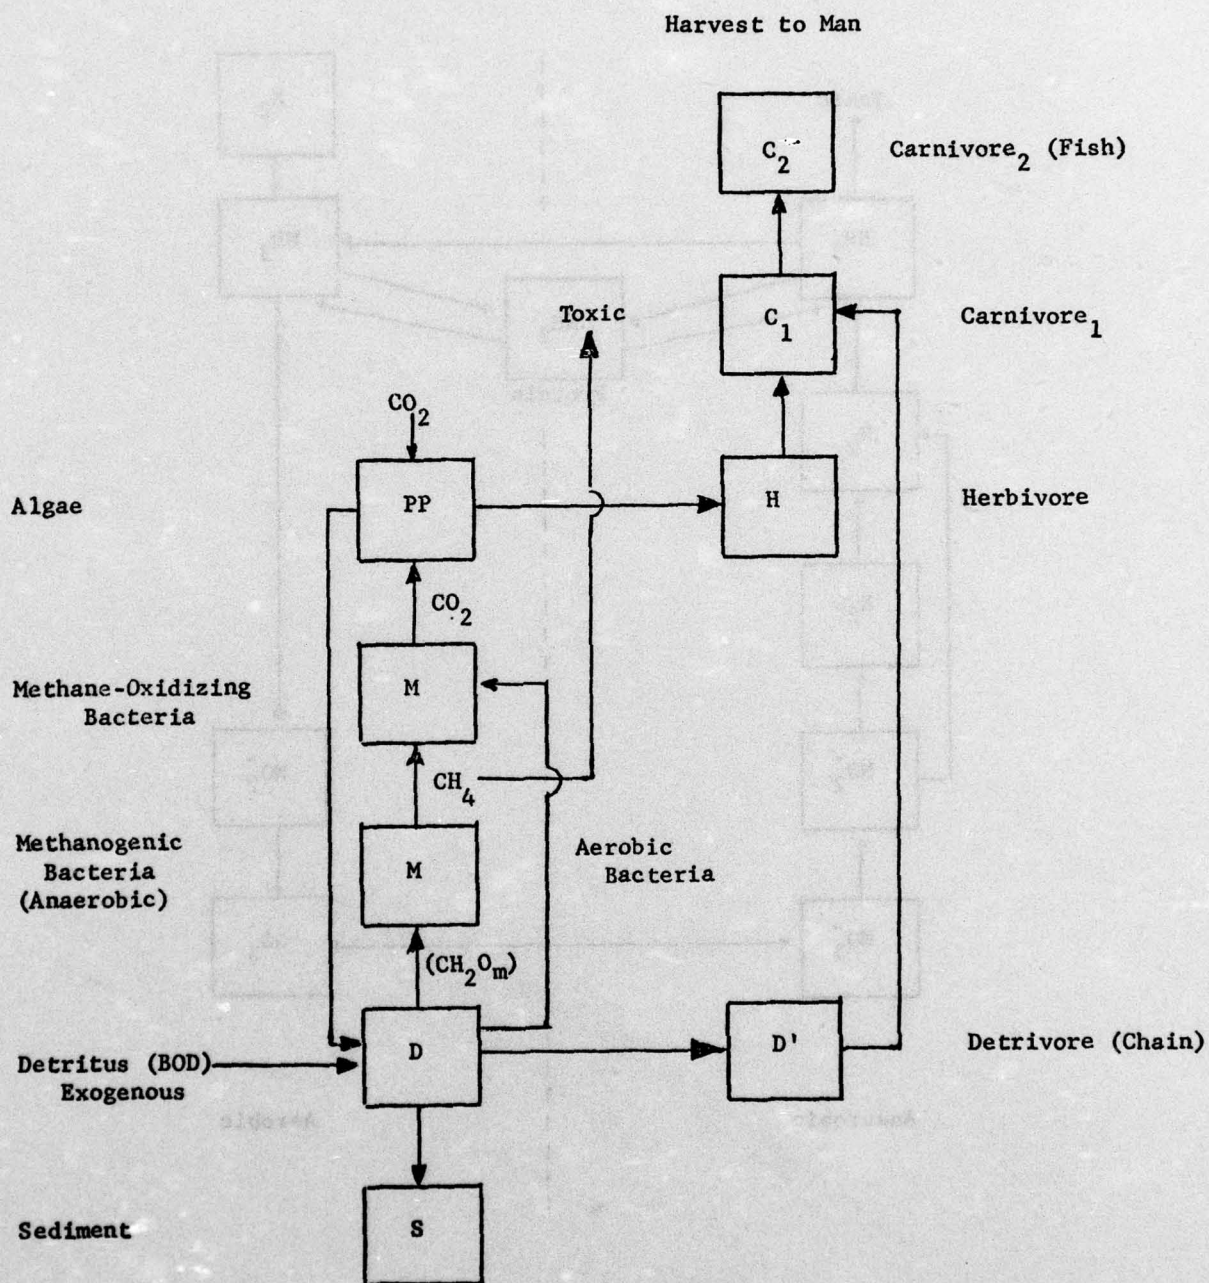 Harvest to Man
C2
Carnivore2 (Fish)
Toxic
C1
Carnivore1
CO2
Algae
PP
H
Herbivore
CO2
Methane-Oxidizing
Bacteria
M
CH4
Methanogenic
Bacteria
(Anaerobic)
M
Aerobic
Bacteria
(CH2Om)
Detritus (BOD)
Exogenous
D
D'
Detrivore (Chain)
Sediment
S